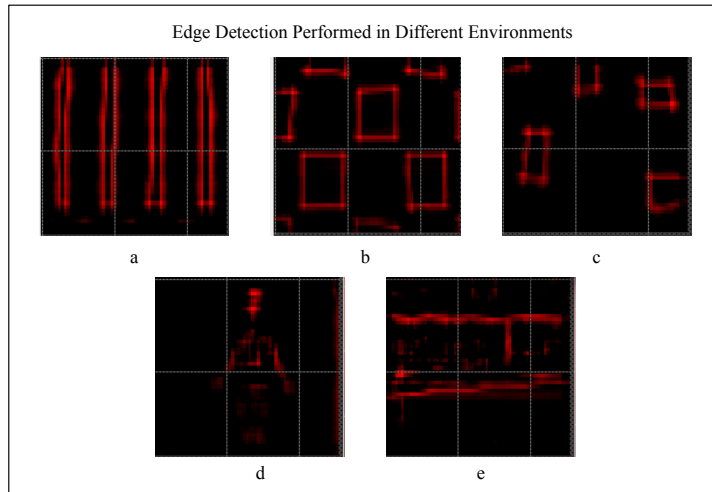 Edge Detection Performed in Different Environments
a
b
c
d
e